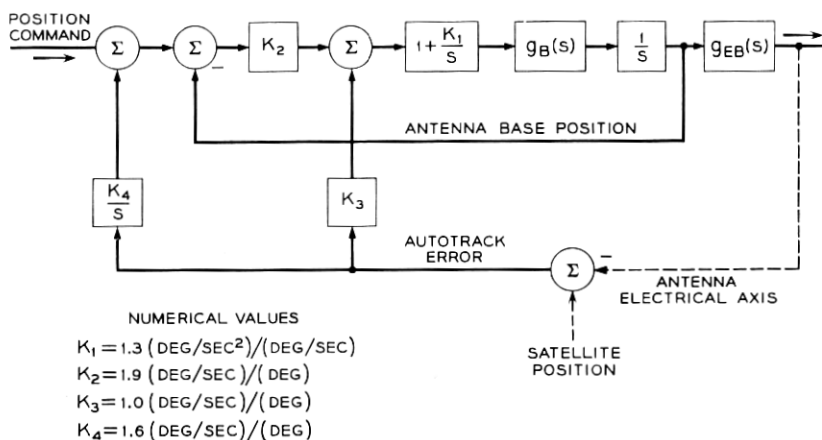 POSITION
COMMAND
Σ
Σ
−
K₂
Σ
1 + K₁/S
g_B(s)
1/S
g_EB(s)
ANTENNA BASE POSITION
K₄/S
K₃
AUTOTRACK
ERROR
Σ
−
ANTENNA
ELECTRICAL AXIS
SATELLITE
POSITION
NUMERICAL VALUES
K₁ = 1.3 (DEG/SEC²)/(DEG/SEC)
K₂ = 1.9 (DEG/SEC)/(DEG)
K₃ = 1.0 (DEG/SEC)/(DEG)
K₄ = 1.6 (DEG/SEC)/(DEG)